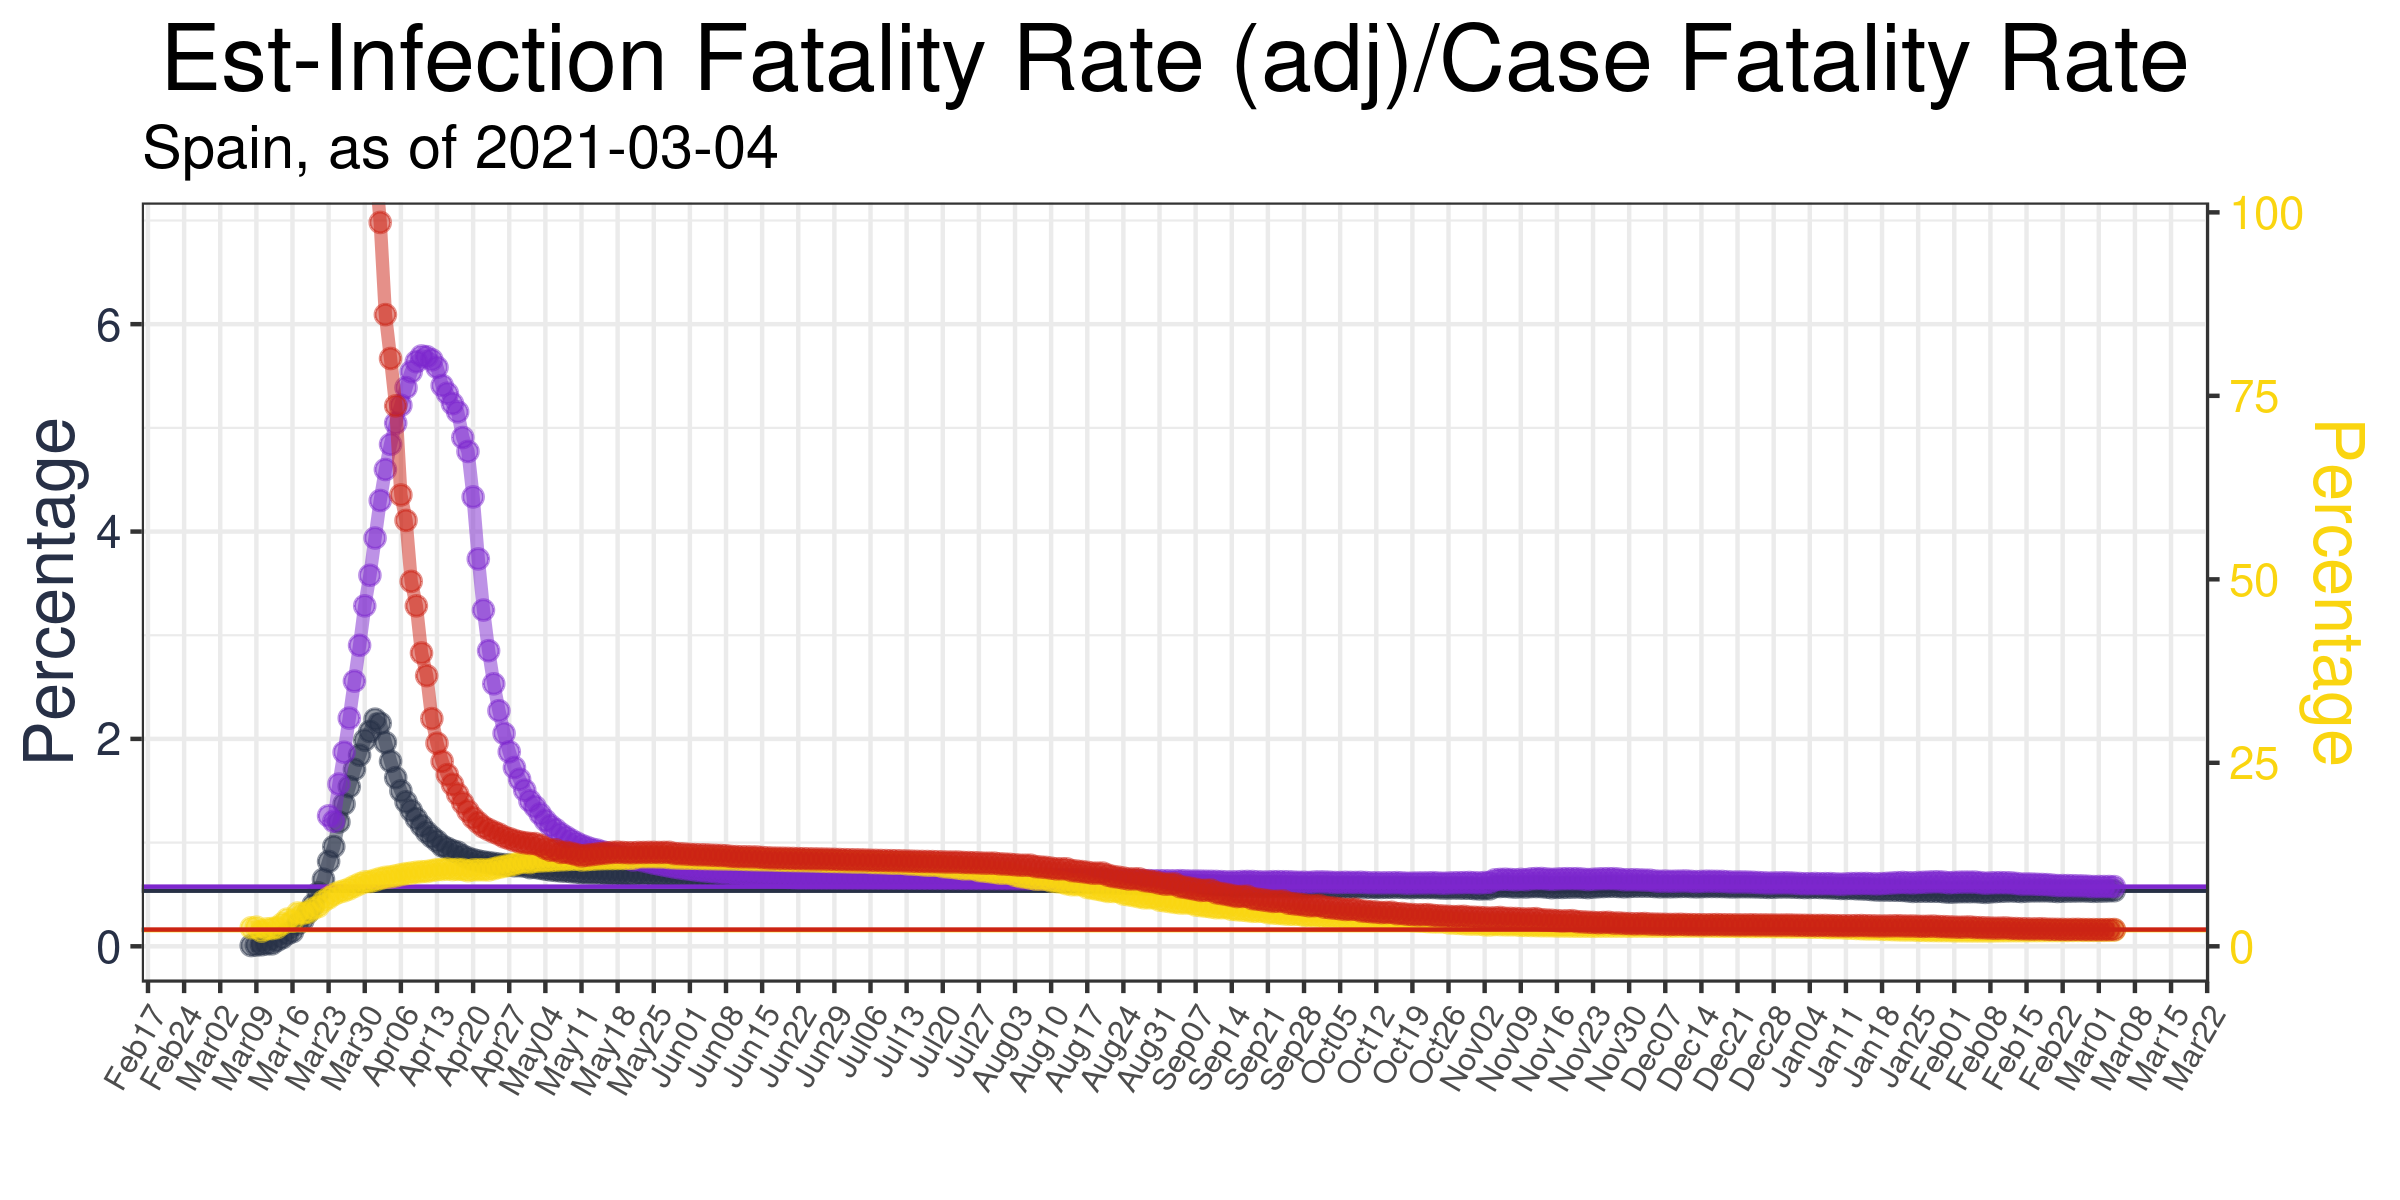 Est-Infection Fatality Rate (adj)/Case Fatality Rate
Spain, as of 2021-03-04
Percentage
6
4
2
0
100
75
50
25
0
Percentage
Feb17
Feb24
Mar02
Mar09
Mar16
Mar23
Mar30
Apr06
Apr13
Apr20
Apr27
May04
May11
May18
May25
Jun01
Jun08
Jun15
Jun22
Jun29
Jul06
Jul13
Jul20
Jul27
Aug03
Aug10
Aug17
Aug24
Aug31
Sep07
Sep14
Sep21
Sep28
Oct05
Oct12
Oct19
Oct26
Nov02
Nov09
Nov16
Nov23
Nov30
Dec07
Dec14
Dec21
Dec28
Jan04
Jan11
Jan18
Jan25
Feb01
Feb08
Feb15
Feb22
Mar01
Mar08
Mar15
Mar22